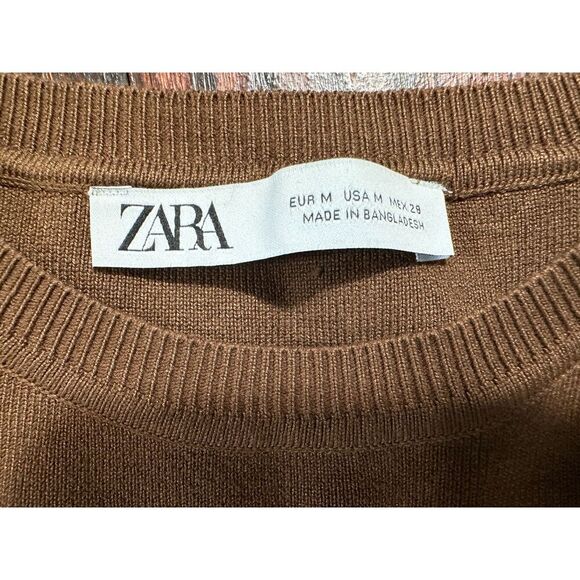 ZARA
EUR M USA M MEX 29
MADE IN BANGLADESH